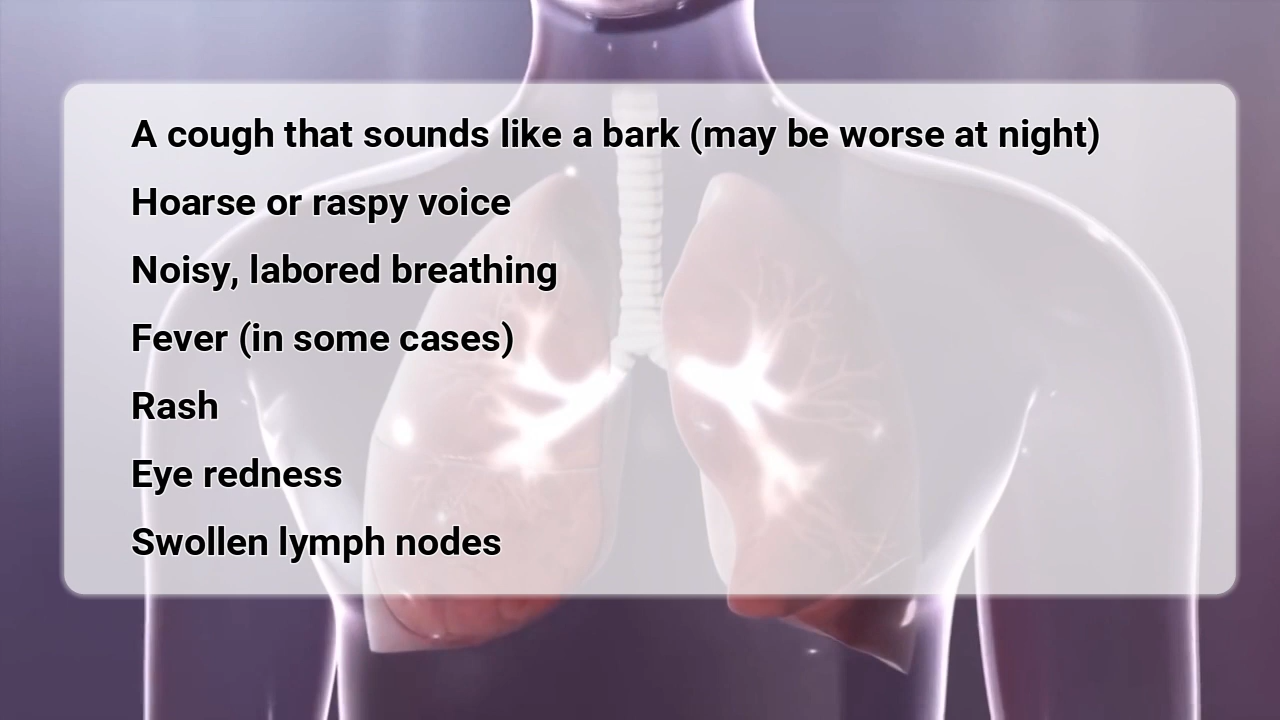 A cough that sounds like a bark (may be worse at night)
Hoarse or raspy voice
Noisy, labored breathing
Fever (in some cases)
Rash
Eye redness
Swollen lymph nodes